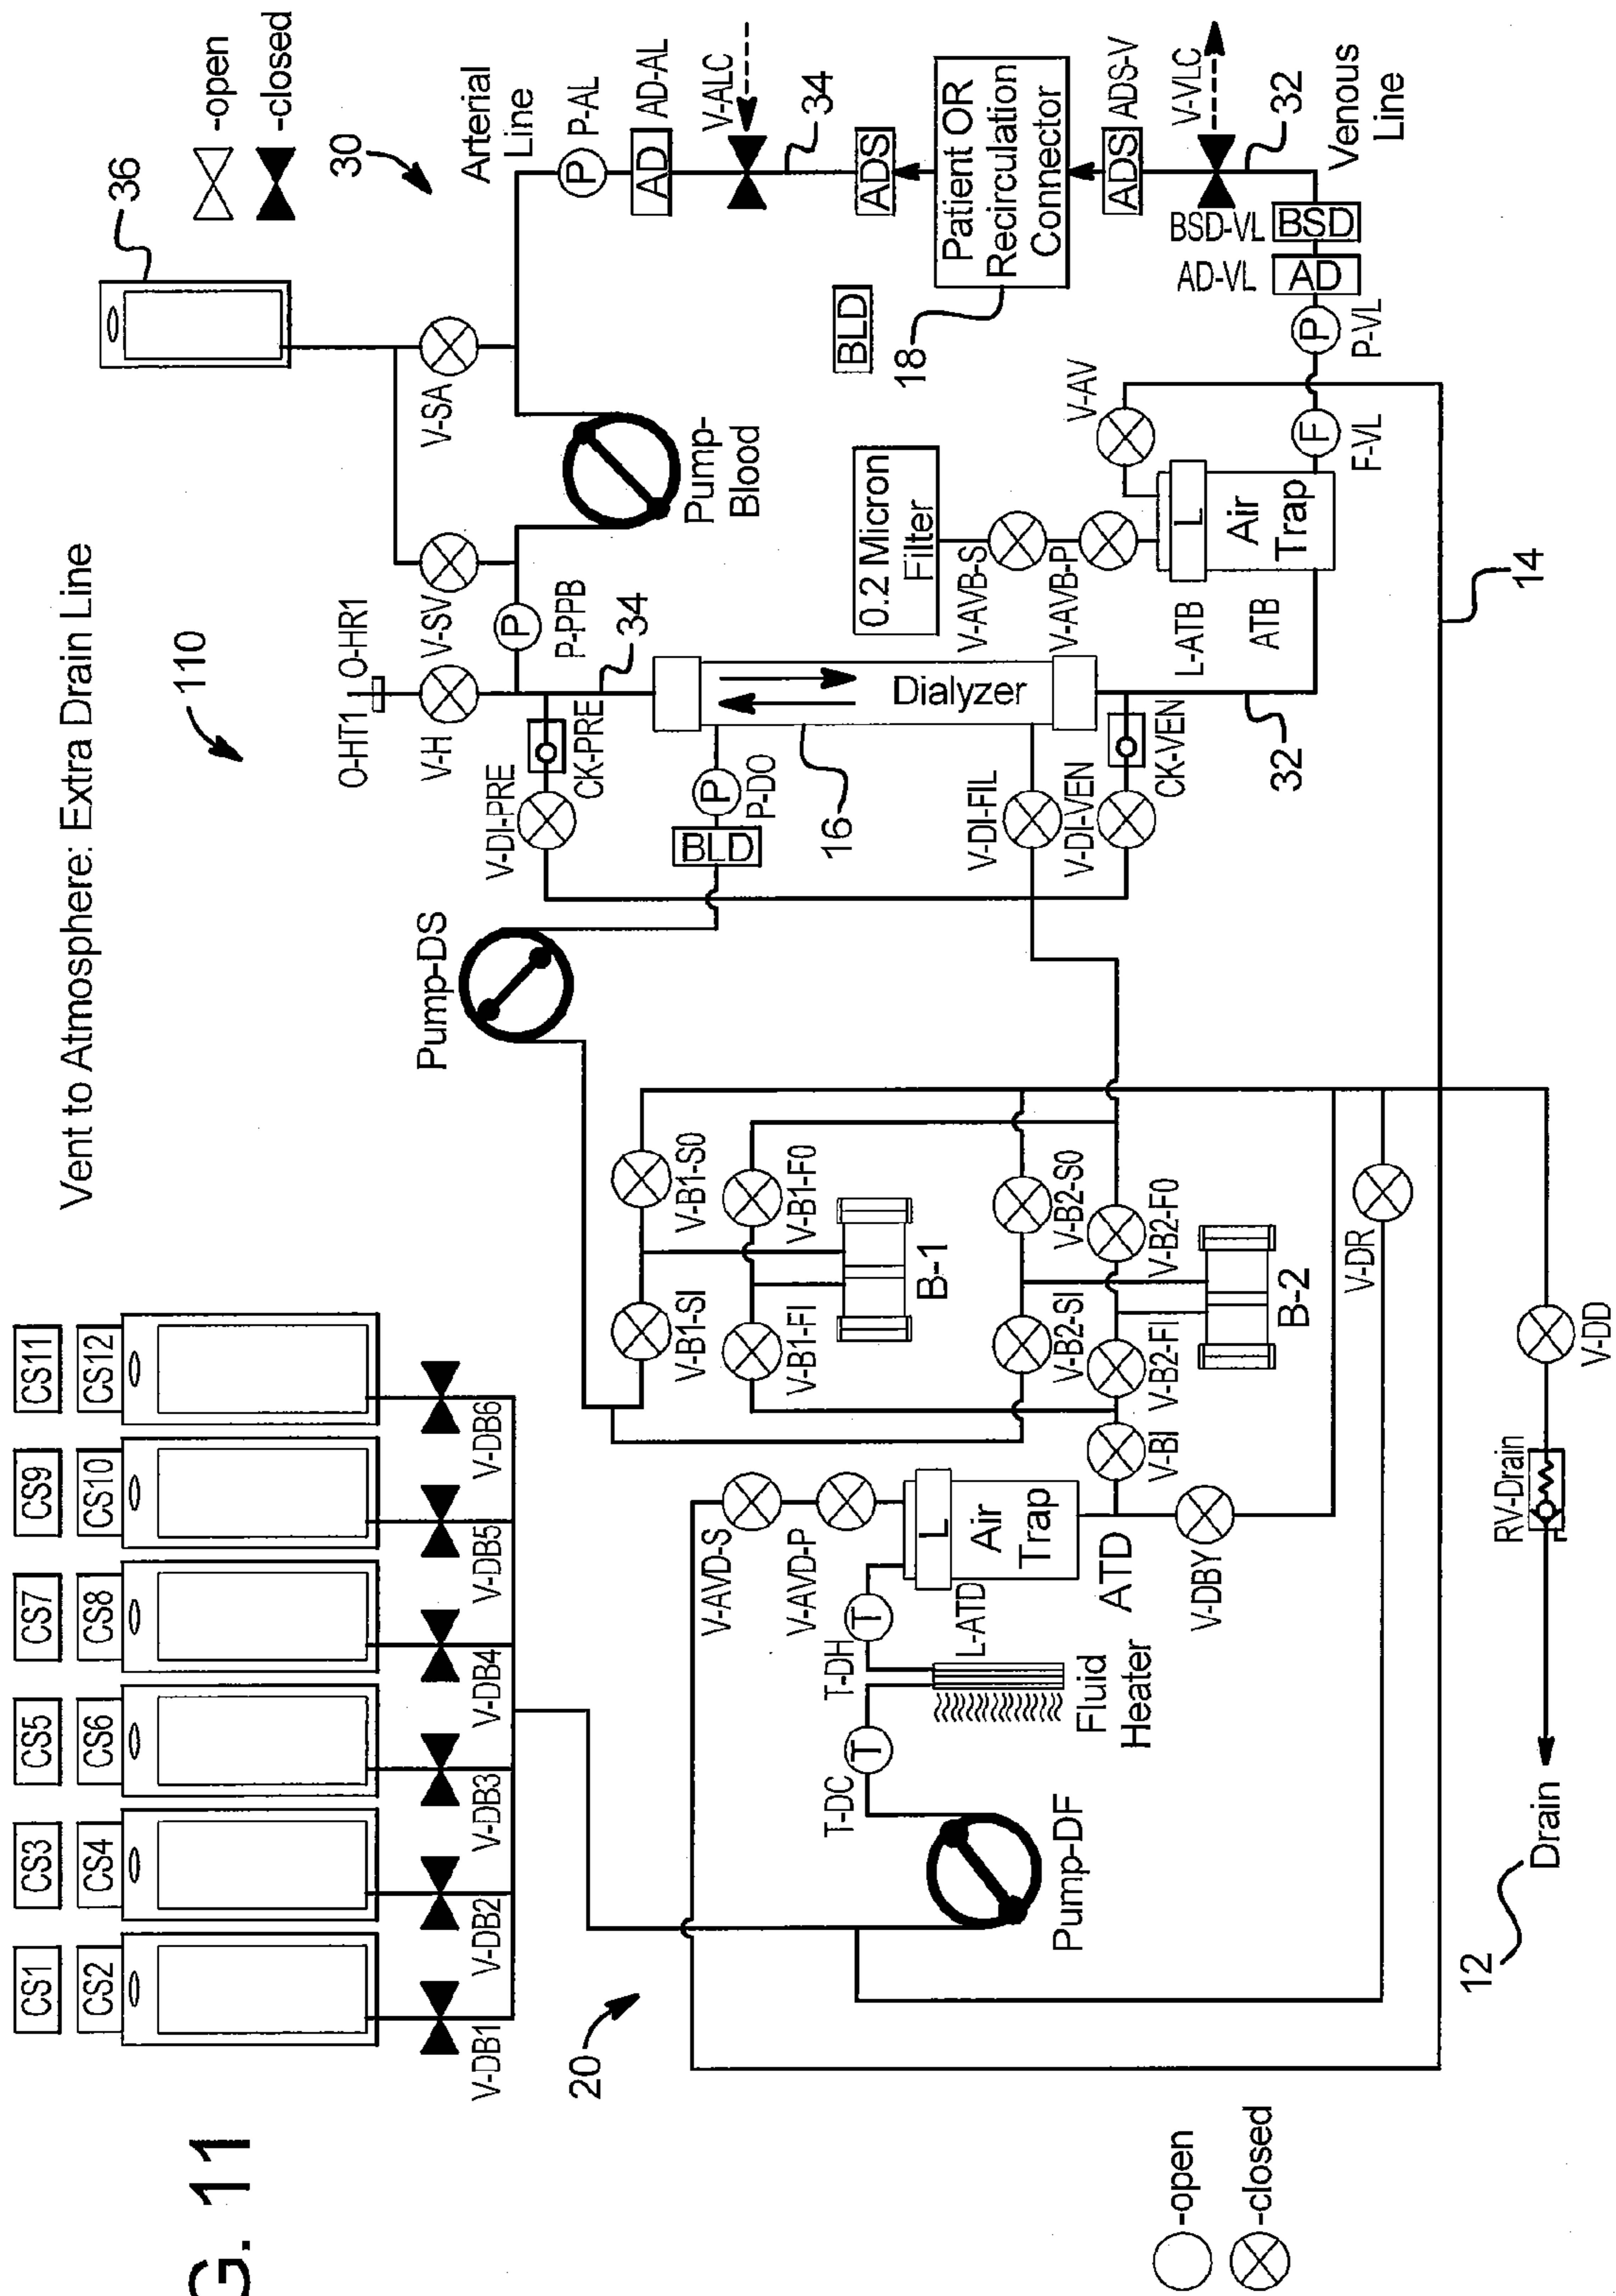 G. 11
Vent to Atmosphere: Extra Drain Line
110
CS1
CS2
CS3
CS4
CS5
CS6
CS7
CS8
CS9
CS10
CS11
CS12
V-DB1
V-DB2
V-DB3
V-DB4
V-DB5
V-DB6
20
Pump-DS
36
-open
-closed
30
Arterial
Line
P
P-AL
AD
AD-AL
V-ALC
34
ADS
Patient OR
Recirculation
Connector
18
BLD
ADS
ADS-V
V-VLC
32
Venous
Line
BSD-VL
BSD
AD-VL
AD
P
P-VL
F
F-VL
V-SA
V-SV
Pump-
Blood
O-HT1
O-HR1
V-H
P
P-PPB
34
V-DI-PRE
CK-PRE
P
P-DO
BLD
Dialyzer
16
V-DI-FIL
V-DI-VEN
CK-VEN
32
0.2 Micron
Filter
V-AVB-S
V-AVB-P
V-AV
L
Air
Trap
L-ATB
ATB
14
V-B1-SI
V-B1-S0
V-B1-FI
V-B1-F0
B-1
V-B2-SI
V-B2-S0
V-B2-FI
V-B2-F0
B-2
V-BI
V-AVD-S
V-AVD-P
L
Air
Trap
L-ATD
ATD
T
T-DH
T
T-DC
Fluid
Heater
Pump-DF
V-DBY
V-DR
V-DD
RV-Drain
Drain
12
-open
-closed